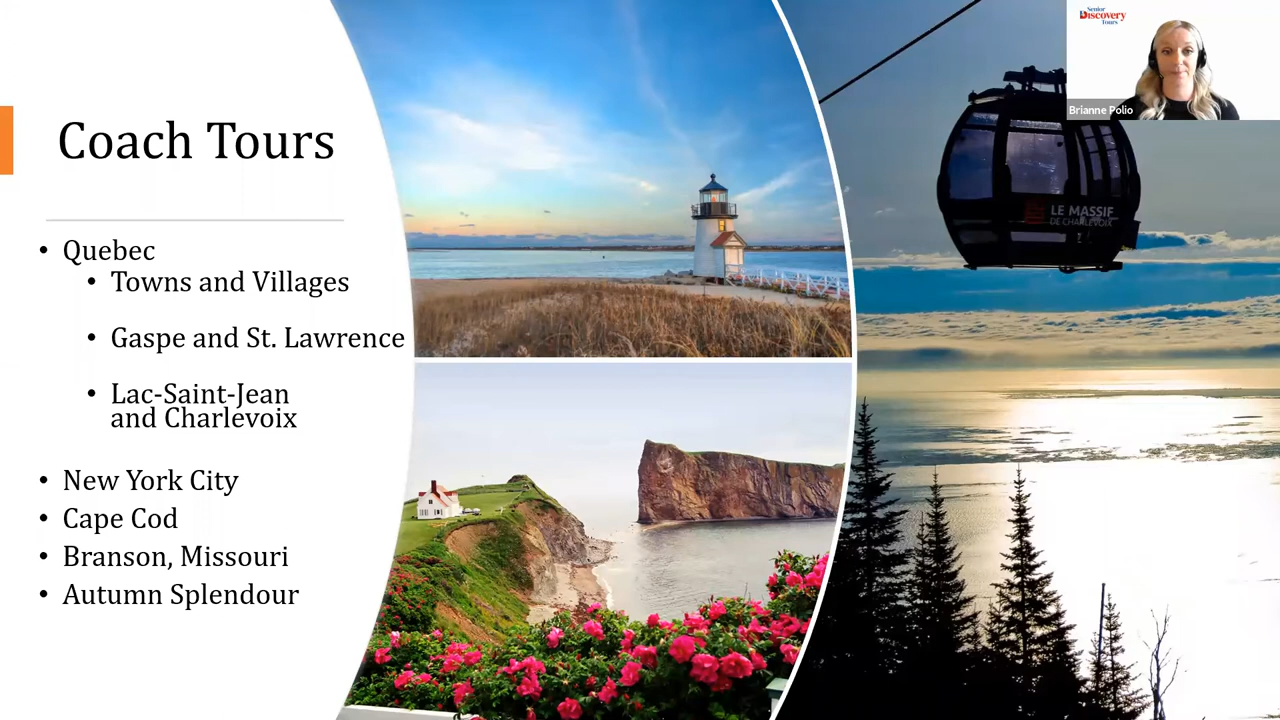 Coach Tours
Quebec
Towns and Villages
Gaspe and St. Lawrence
Lac-Saint-Jean
and Charlevoix
New York City
Cape Cod
Branson, Missouri
Autumn Splendour
LE MASSIF
DE CHARLEVOIX
Senior
Discovery
Tours
Brianne Polio